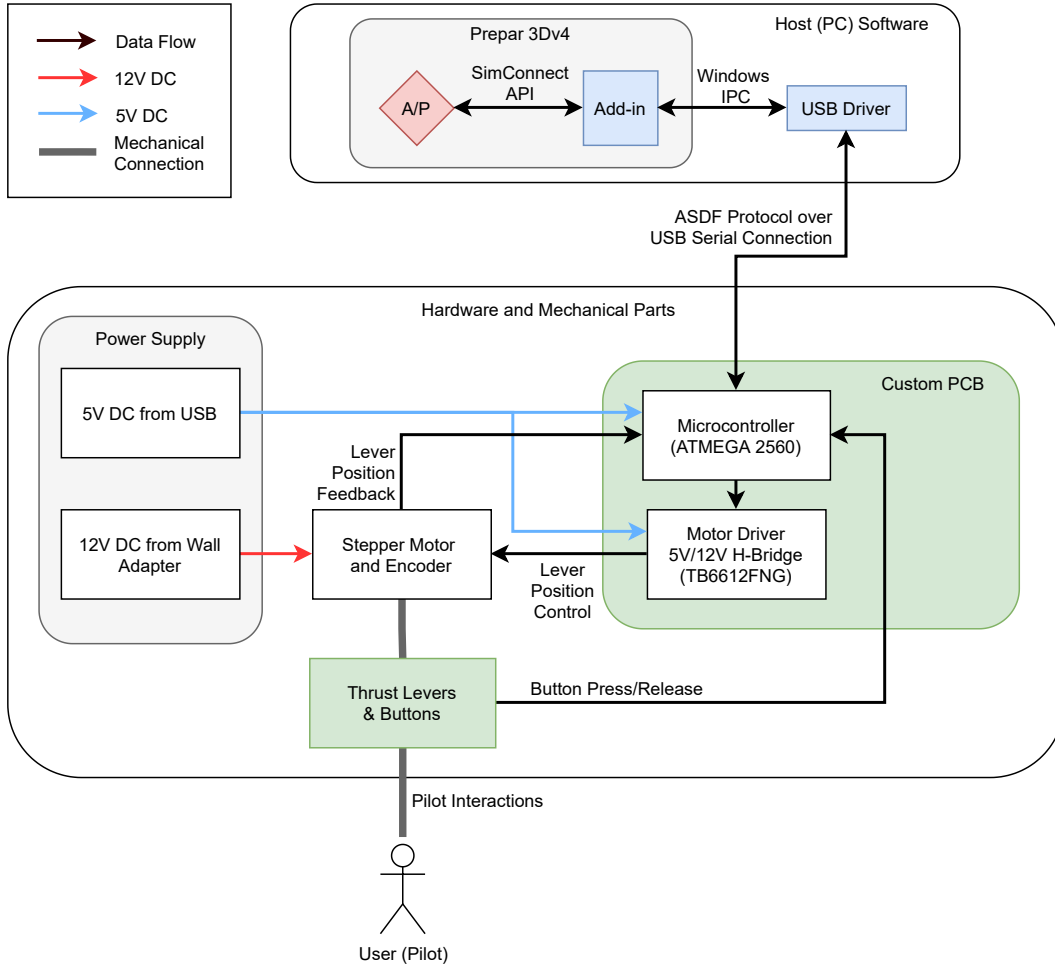 Data Flow
12V DC
5V DC
Mechanical
Connection
Host (PC) Software
Prepar 3Dv4
SimConnect
API
Windows
IPC
A/P
Add-in
USB Driver
ASDF Protocol over
USB Serial Connection
Hardware and Mechanical Parts
Power Supply
Custom PCB
5V DC from USB
Microcontroller
(ATMEGA 2560)
Lever
Position
Feedback
12V DC from Wall
Adapter
Stepper Motor
and Encoder
Motor Driver
5V/12V H-Bridge
(TB6612FNG)
Lever
Position
Control
Thrust Levers
& Buttons
Button Press/Release
Pilot Interactions
User (Pilot)